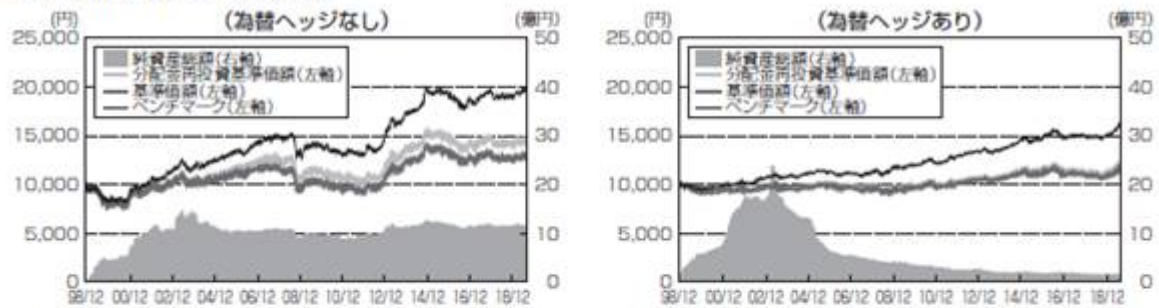 (円)
(為替ヘッジなし)
(億円)
25,000
20,000
15,000
10,000
5,000
0
50
40
30
20
10
0
純資産総額(右軸)
分配金再投資基準価額(左軸)
基準価額(左軸)
ベンチマーク(左軸)
98/12 00/12 02/12 04/12 06/12 08/12 10/12 12/12 14/12 16/12 18/12
(円)
(為替ヘッジあり)
(億円)
25,000
20,000
15,000
10,000
5,000
0
50
40
30
20
10
0
純資産総額(右軸)
分配金再投資基準価額(左軸)
基準価額(左軸)
ベンチマーク(左軸)
98/12 00/12 02/12 04/12 06/12 08/12 10/12 12/12 14/12 16/12 18/12